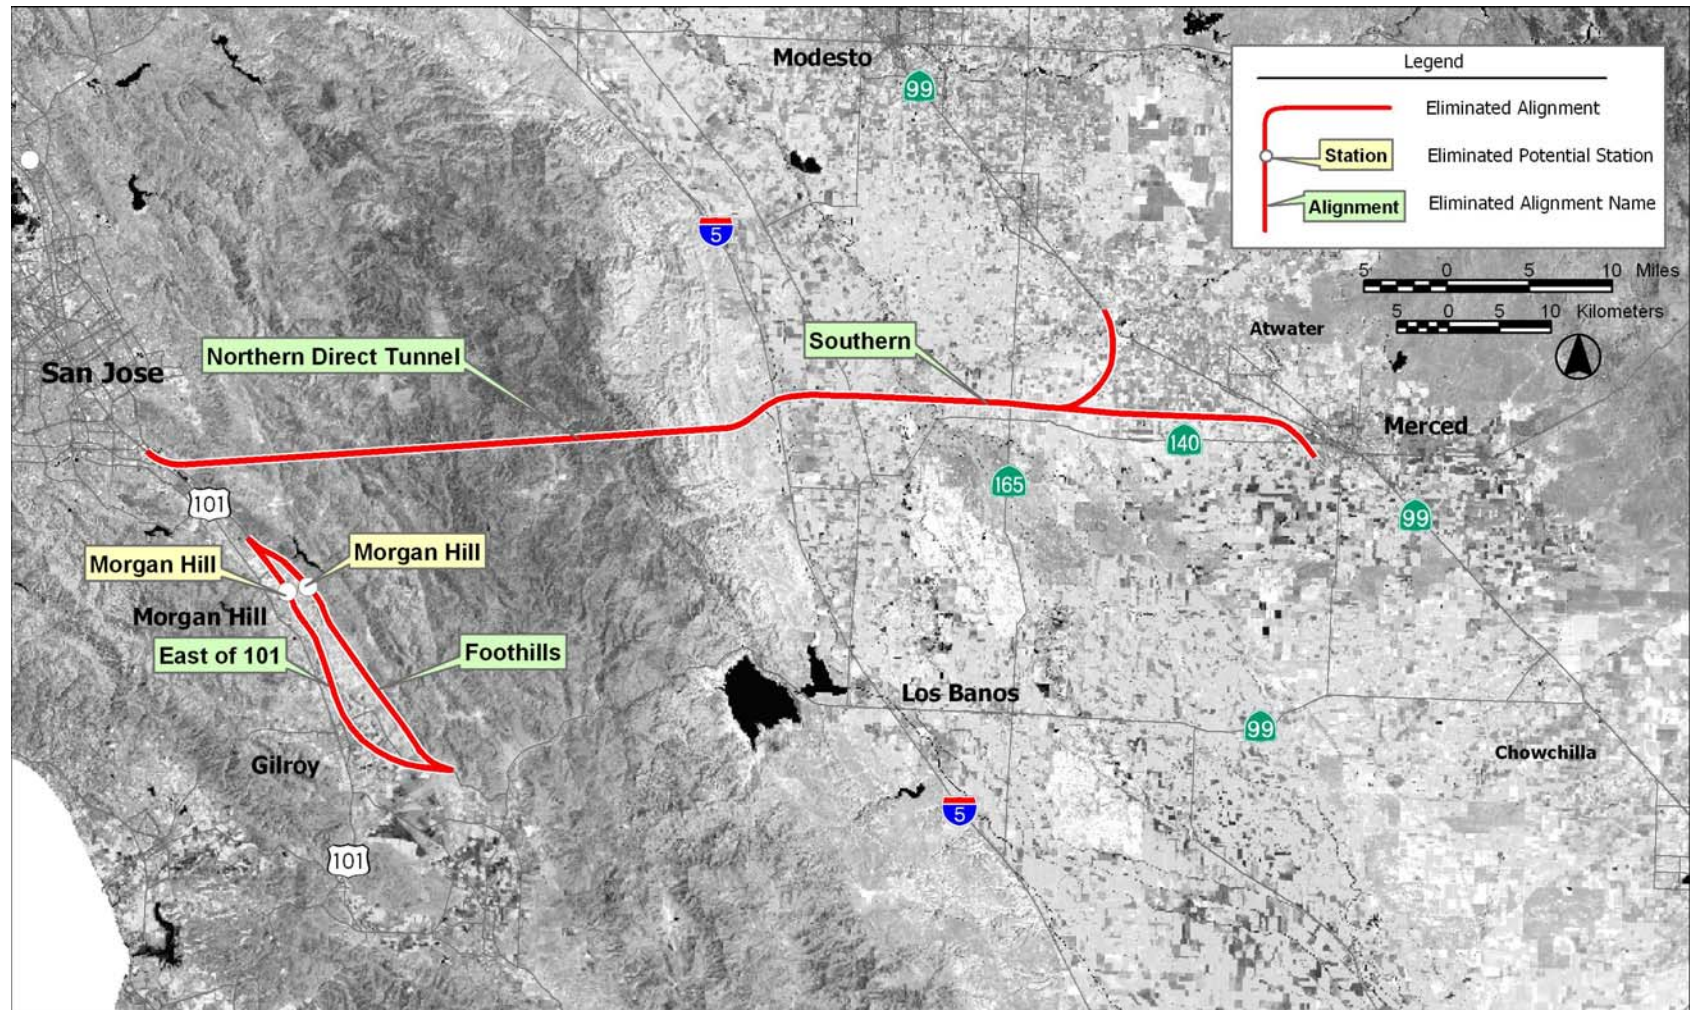 Modesto
99
Legend
Eliminated Alignment
Station
Eliminated Potential Station
Alignment
Eliminated Alignment Name
5
5 0 5 10 Miles
5 0 5 10 Kilometers
Atwater
Southern
Northern Direct Tunnel
San Jose
Merced
140
165
101
99
Morgan Hill
Morgan Hill
Morgan Hill
East of 101
Foothills
Los Banos
99
Chowchilla
Gilroy
5
101